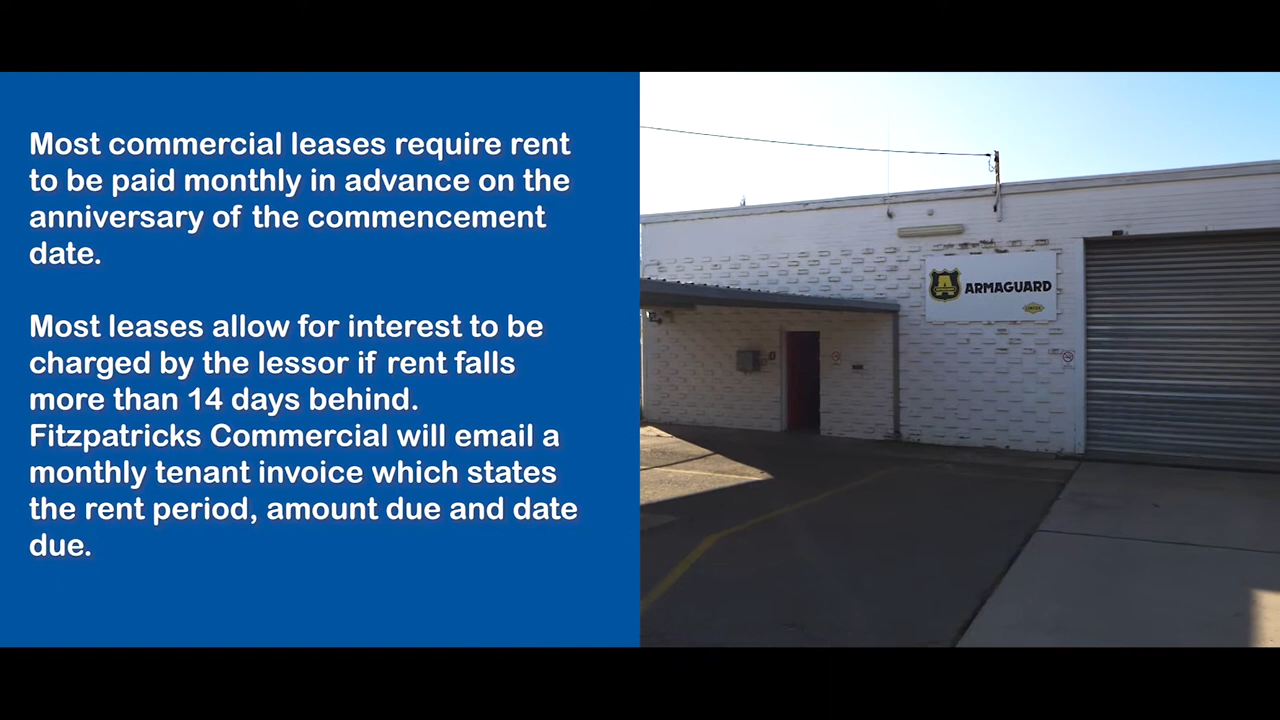 Most commercial leases require rent
to be paid monthly in advance on the
anniversary of the commencement
date.
Most leases allow for interest to be
charged by the lessor if rent falls
more than 14 days behind.
Fitzpatricks Commercial will email a
monthly tenant invoice which states
the rent period, amount due and date
due.
ARMAGUARD